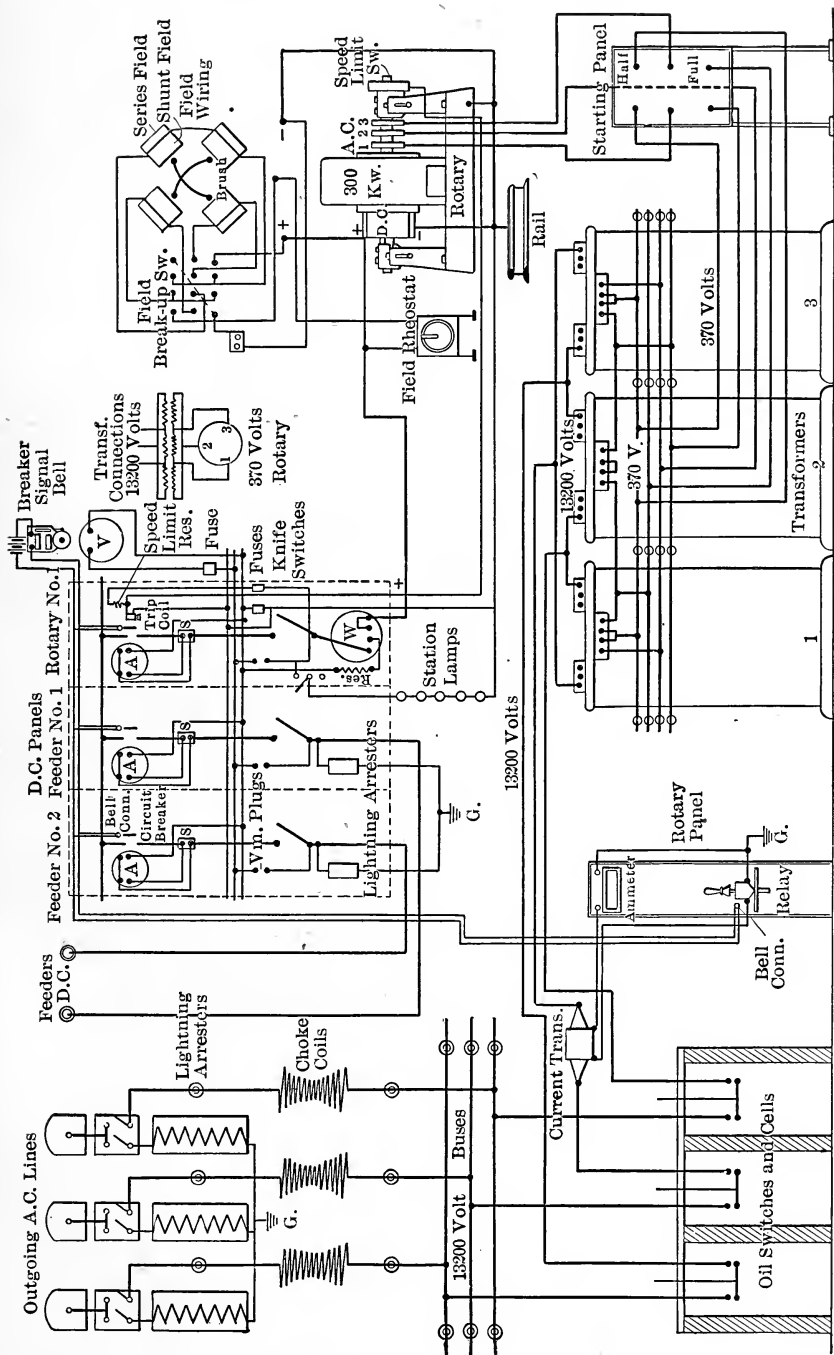 Outgoing A.C. Lines
Lightning
Arresters
Choke
Coils
G.
13200 Volt Buses
Current Trans.
Oil Switches and Cells
Feeders
D.C.
D.C. Panels
Feeder No. 2
Feeder No. 1
Rotary No. 1
Bell
Conn.
Circuit
Breaker
A
S
A
S
A
S
Trip
Coil
Vm. Plugs
Lightning Arresters
G.
Res.
W
+
Station
Lamps
Breaker
Signal
Bell
V
Speed
Limit
Res.
Fuse
Fuses
Knife
Switches
Transf.
Connections
13200 Volts
1
2
3
370 Volts
Rotary
Series Field
Shunt Field
Field
Wiring
Brush
Field
Break-up Sw.
+
−
Field Rheostat
+
D.C.
−
300
Kw.
Rotary
A.C.
1 2 3
Speed
Limit
Sw.
Rail
Starting Panel
Half
Full
13200 Volts
Rotary
Panel
Ammeter
G.
Relay
Bell
Conn.
13200 Volts
370 V.
370 Volts
1
2
3
Transformers